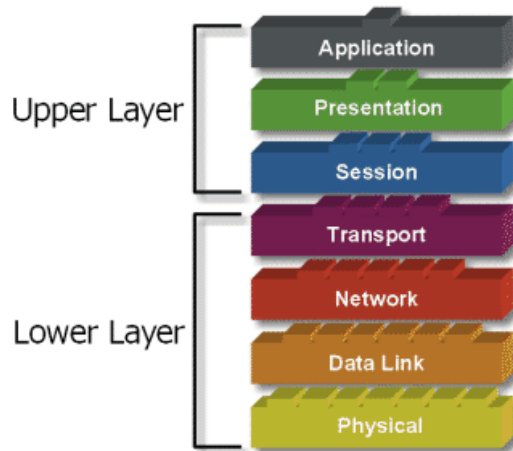 Application
Upper Layer
Presentation
Session
Transport
Network
Lower Layer
Data Link
Physical